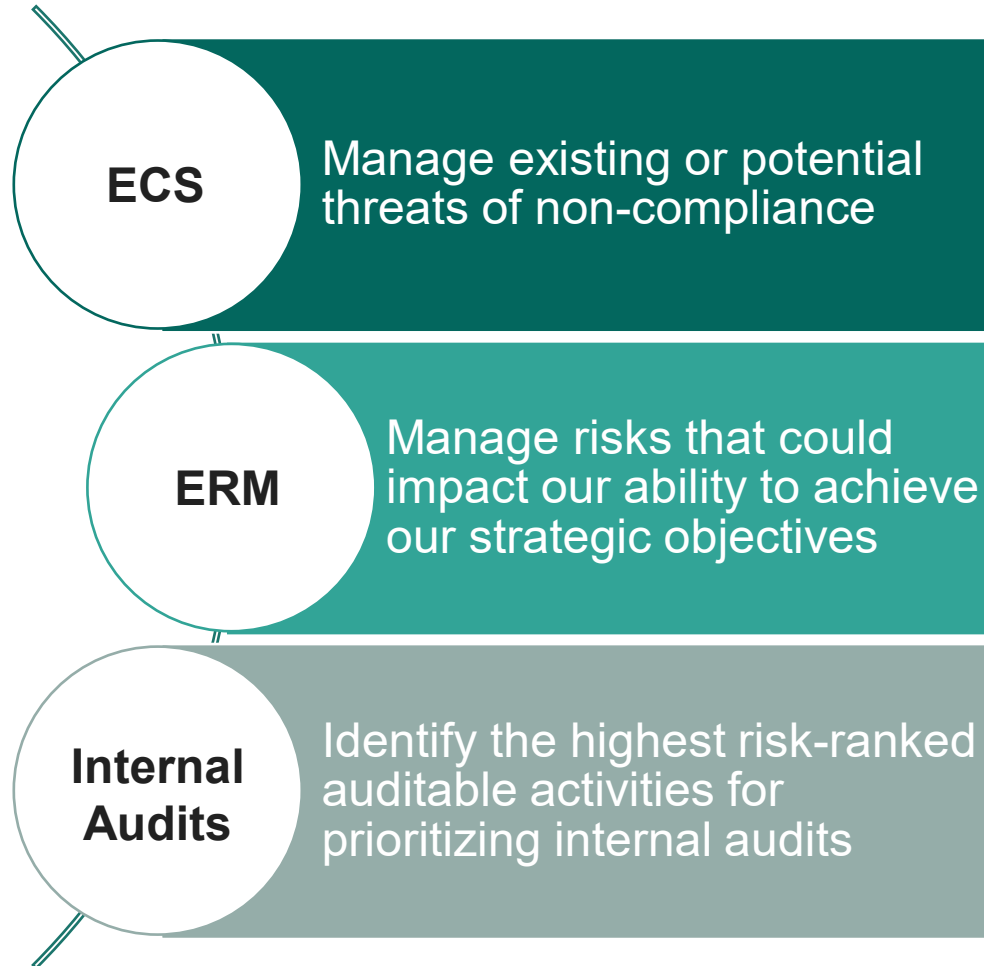 ECS
Manage existing or potential
threats of non-compliance
ERM
Manage risks that could
impact our ability to achieve
our strategic objectives
Internal
Audits
Identify the highest risk-ranked
auditable activities for
prioritizing internal audits